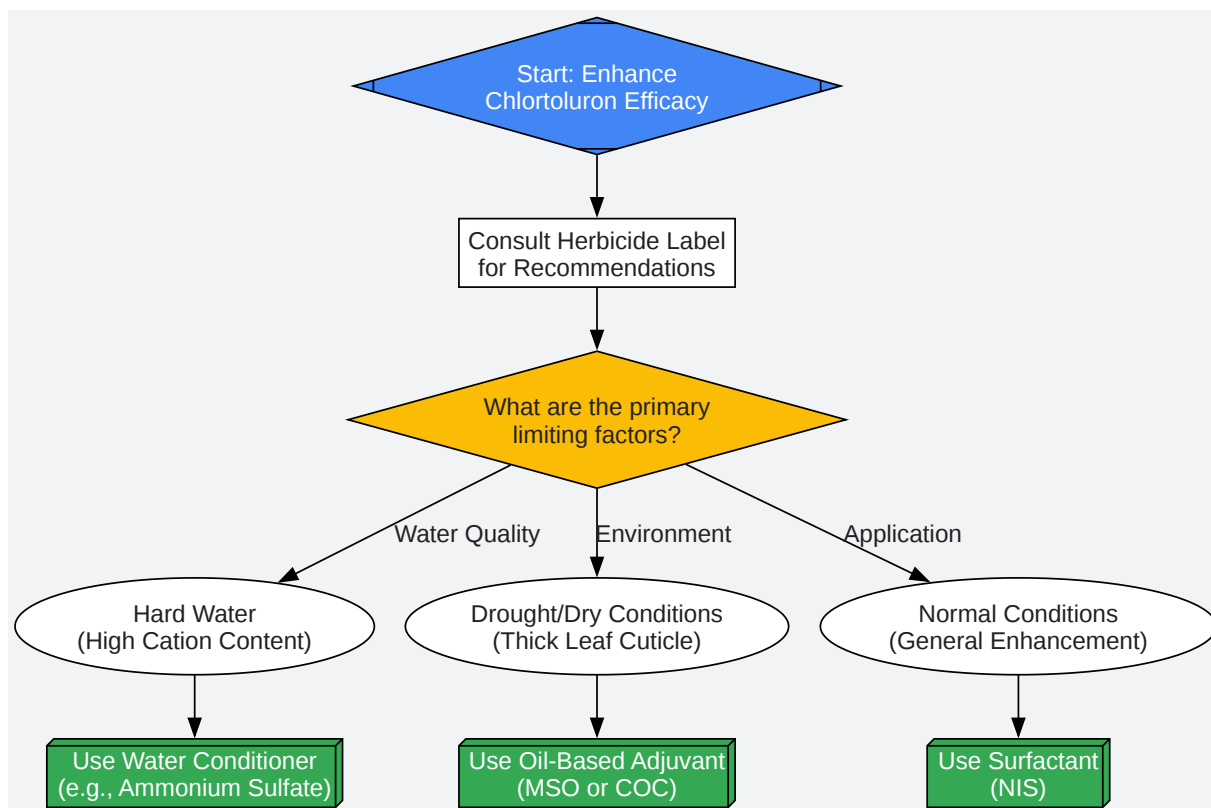 Start: Enhance
Chlortoluron Efficacy
Consult Herbicide Label
for Recommendations
What are the primary
limiting factors?
Water Quality
Environment
Application
Hard Water
(High Cation Content)
Drought/Dry Conditions
(Thick Leaf Cuticle)
Normal Conditions
(General Enhancement)
Use Water Conditioner
(e.g., Ammonium Sulfate)
Use Oil-Based Adjuvant
(MSO or COC)
Use Surfactant
(NIS)